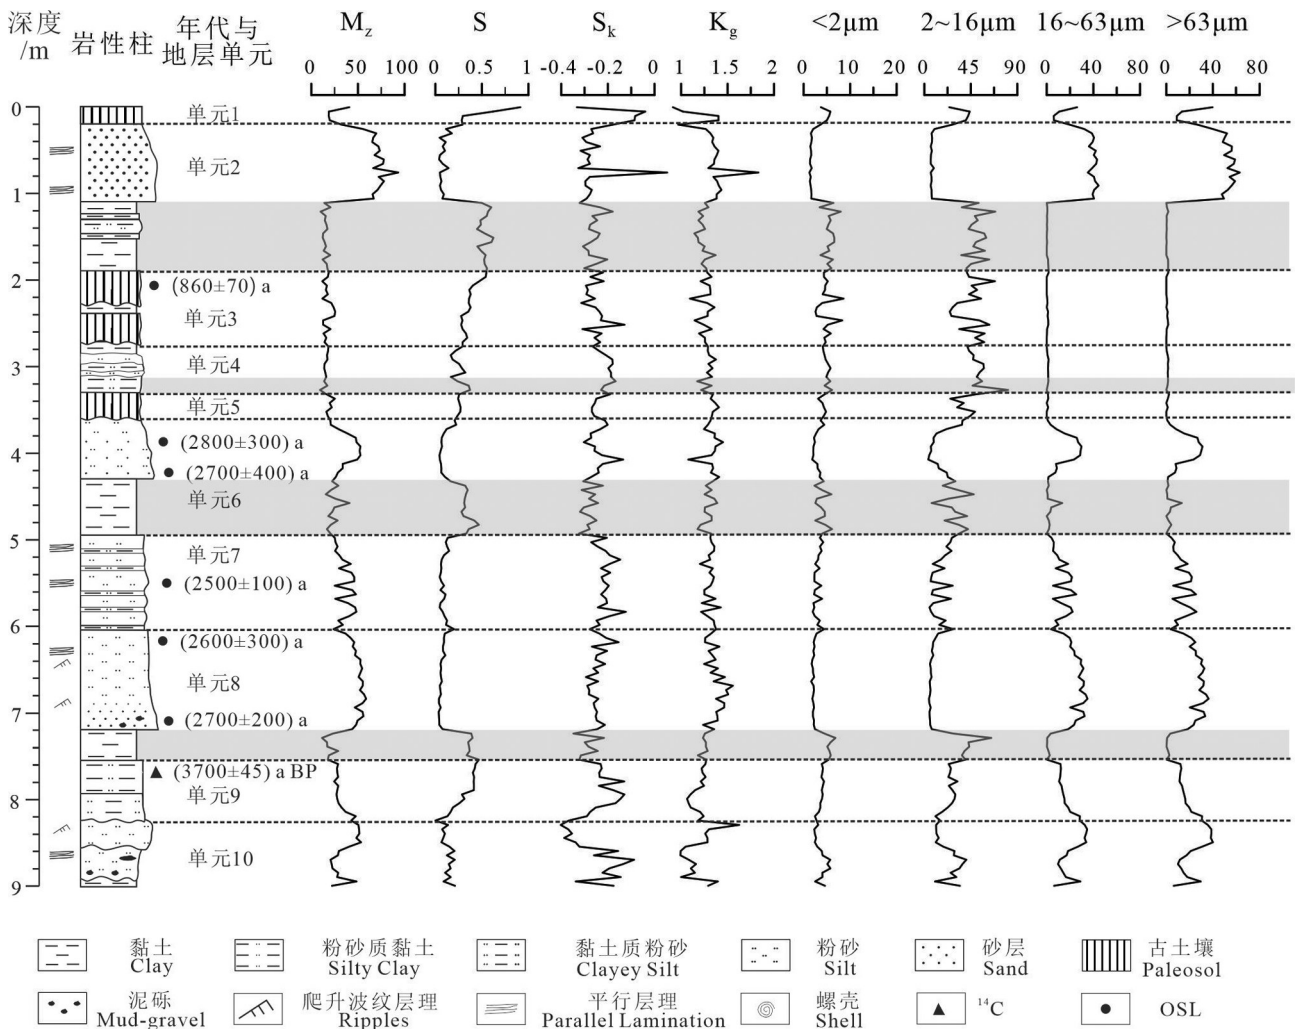 深度
/m
岩性柱
年代与
地层单元
M_z
S
S_k
K_g
<2μm
2~16μm
16~63μm
>63μm
0 50 100
0 0.5 1
-0.4 -0.2 0
1 1.5 2
0 10 20
0 45 90
0 40 80
0 40 80
0
单元1
单元2
1
2
(860±70) a
单元3
单元4
3
单元5
(2800±300) a
4
(2700±400) a
单元6
5
单元7
(2500±100) a
6
(2600±300) a
单元8
7
(2700±200) a
(3700±45) a BP
单元9
8
单元10
9
黏土
Clay
粉砂质黏土
Silty Clay
黏土质粉砂
Clayey Silt
粉砂
Silt
砂层
Sand
古土壤
Paleosol
泥砾
Mud-gravel
爬升波纹层理
Ripples
平行层理
Parallel Lamination
螺壳
Shell
¹⁴C
OSL